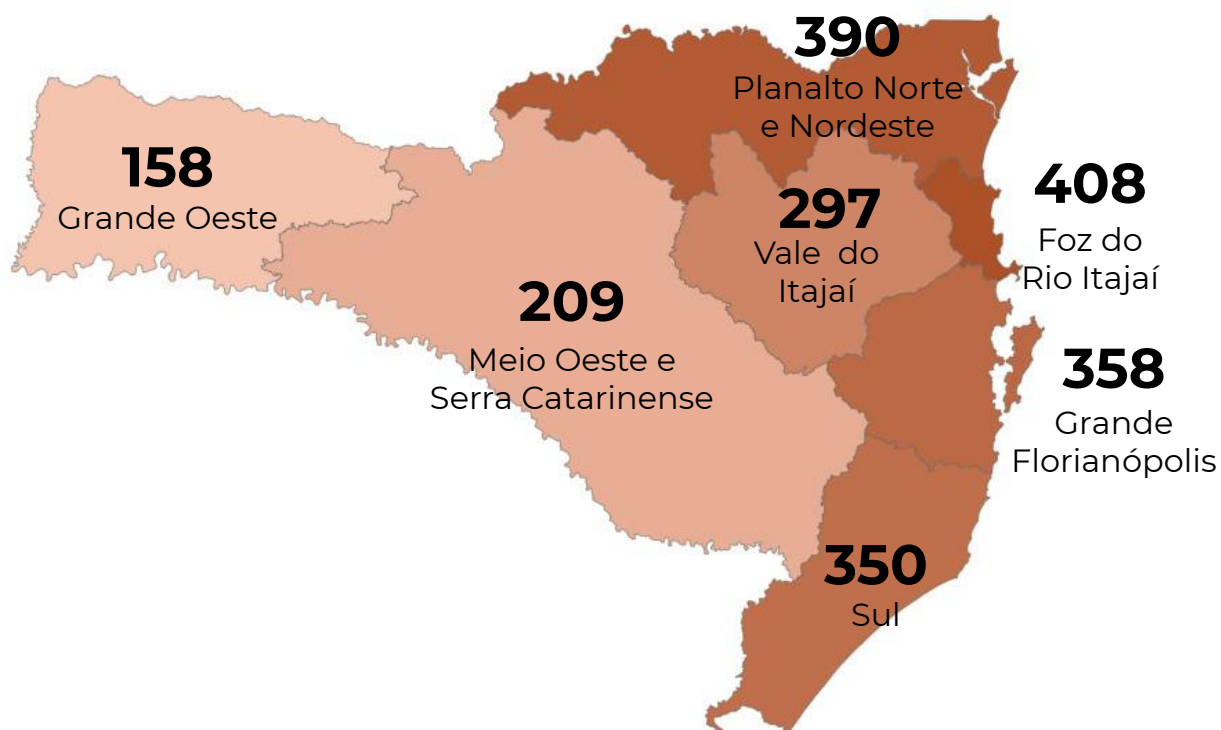 390
Planalto Norte
e Nordeste
158
Grande Oeste
408
Foz do
Rio Itajaí
297
Vale do
Itajaí
209
Meio Oeste e
Serra Catarinense
358
Grande
Florianópolis
350
Sul